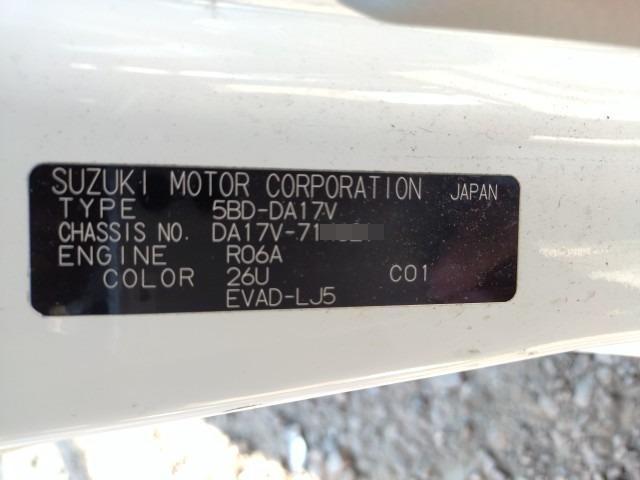 SUZUKI MOTOR CORPORATION JAPAN
TYPE 5BD-DA17V
CHASSIS NO. DA17V-71
ENGINE R06A
COLOR 26U C01
EVAD-LJ5